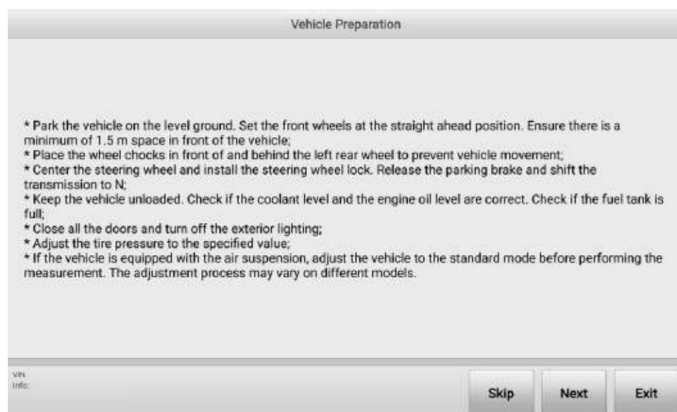 Vehicle Preparation
* Park the vehicle on the level ground. Set the front wheels at the straight ahead position. Ensure there is a
minimum of 1.5 m space in front of the vehicle;
* Place the wheel chocks in front of and behind the left rear wheel to prevent vehicle movement;
* Center the steering wheel and install the steering wheel lock. Release the parking brake and shift the
transmission to N;
* Keep the vehicle unloaded. Check if the coolant level and the engine oil level are correct. Check if the fuel tank is
full;
* Close all the doors and turn off the exterior lighting;
* Adjust the tire pressure to the specified value;
* If the vehicle is equipped with the air suspension, adjust the vehicle to the standard mode before performing the
measurement. The adjustment process may vary on different models.
VIN:
Info:
Skip Next Exit